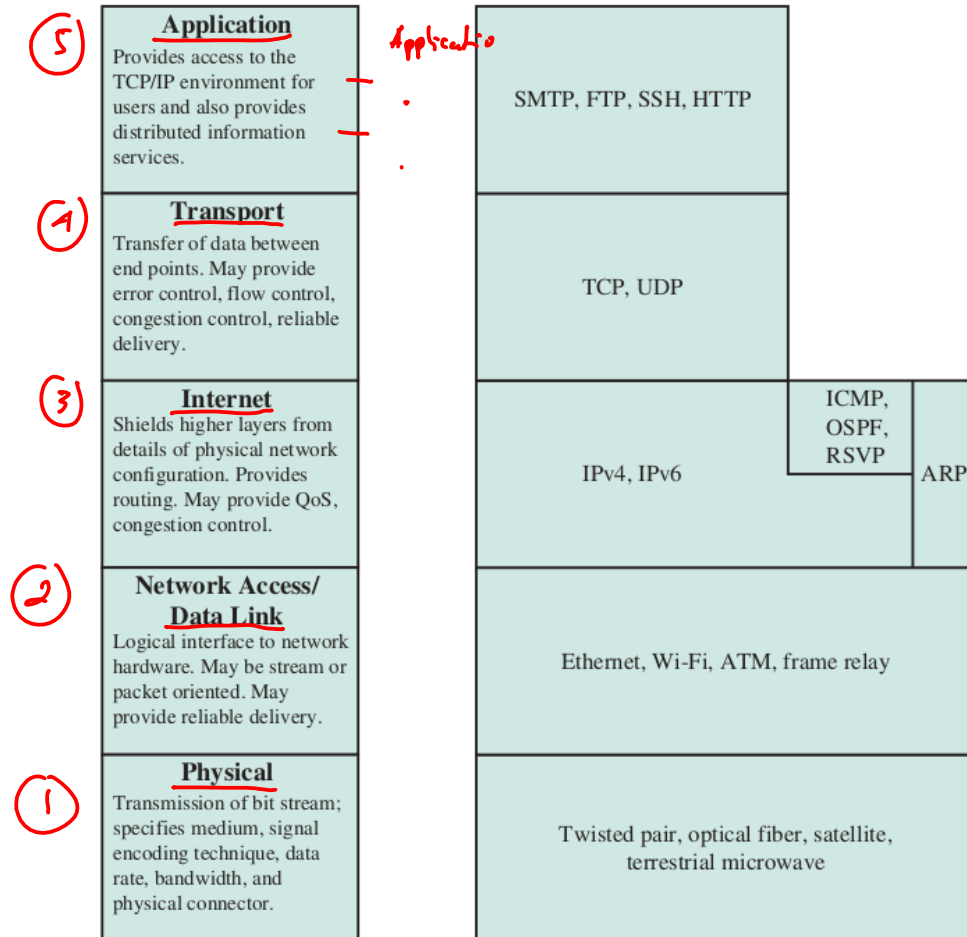 5
Application
Provides access to the
TCP/IP environment for
users and also provides
distributed information
services.
Applicatio
SMTP, FTP, SSH, HTTP
4
Transport
Transfer of data between
end points. May provide
error control, flow control,
congestion control, reliable
delivery.
TCP, UDP
3
Internet
Shields higher layers from
details of physical network
configuration. Provides
routing. May provide QoS,
congestion control.
IPv4, IPv6
ICMP,
OSPF,
RSVP
ARP
2
Network Access/
Data Link
Logical interface to network
hardware. May be stream or
packet oriented. May
provide reliable delivery.
Ethernet, Wi-Fi, ATM, frame relay
1
Physical
Transmission of bit stream;
specifies medium, signal
encoding technique, data
rate, bandwidth, and
physical connector.
Twisted pair, optical fiber, satellite,
terrestrial microwave